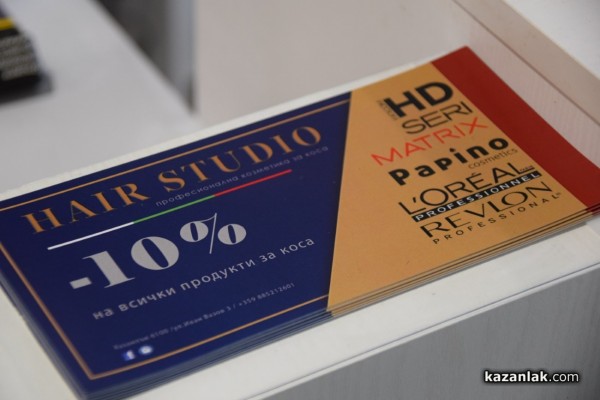 HAIR STUDIO
професионална козметика за коса
-10%
на всички продукти за коса
HD
SERI
MATRIX
Papino
cosmetics
L'ORÉAL
PROFESSIONNEL
REVLON
PROFESSIONAL
kazanlak.com